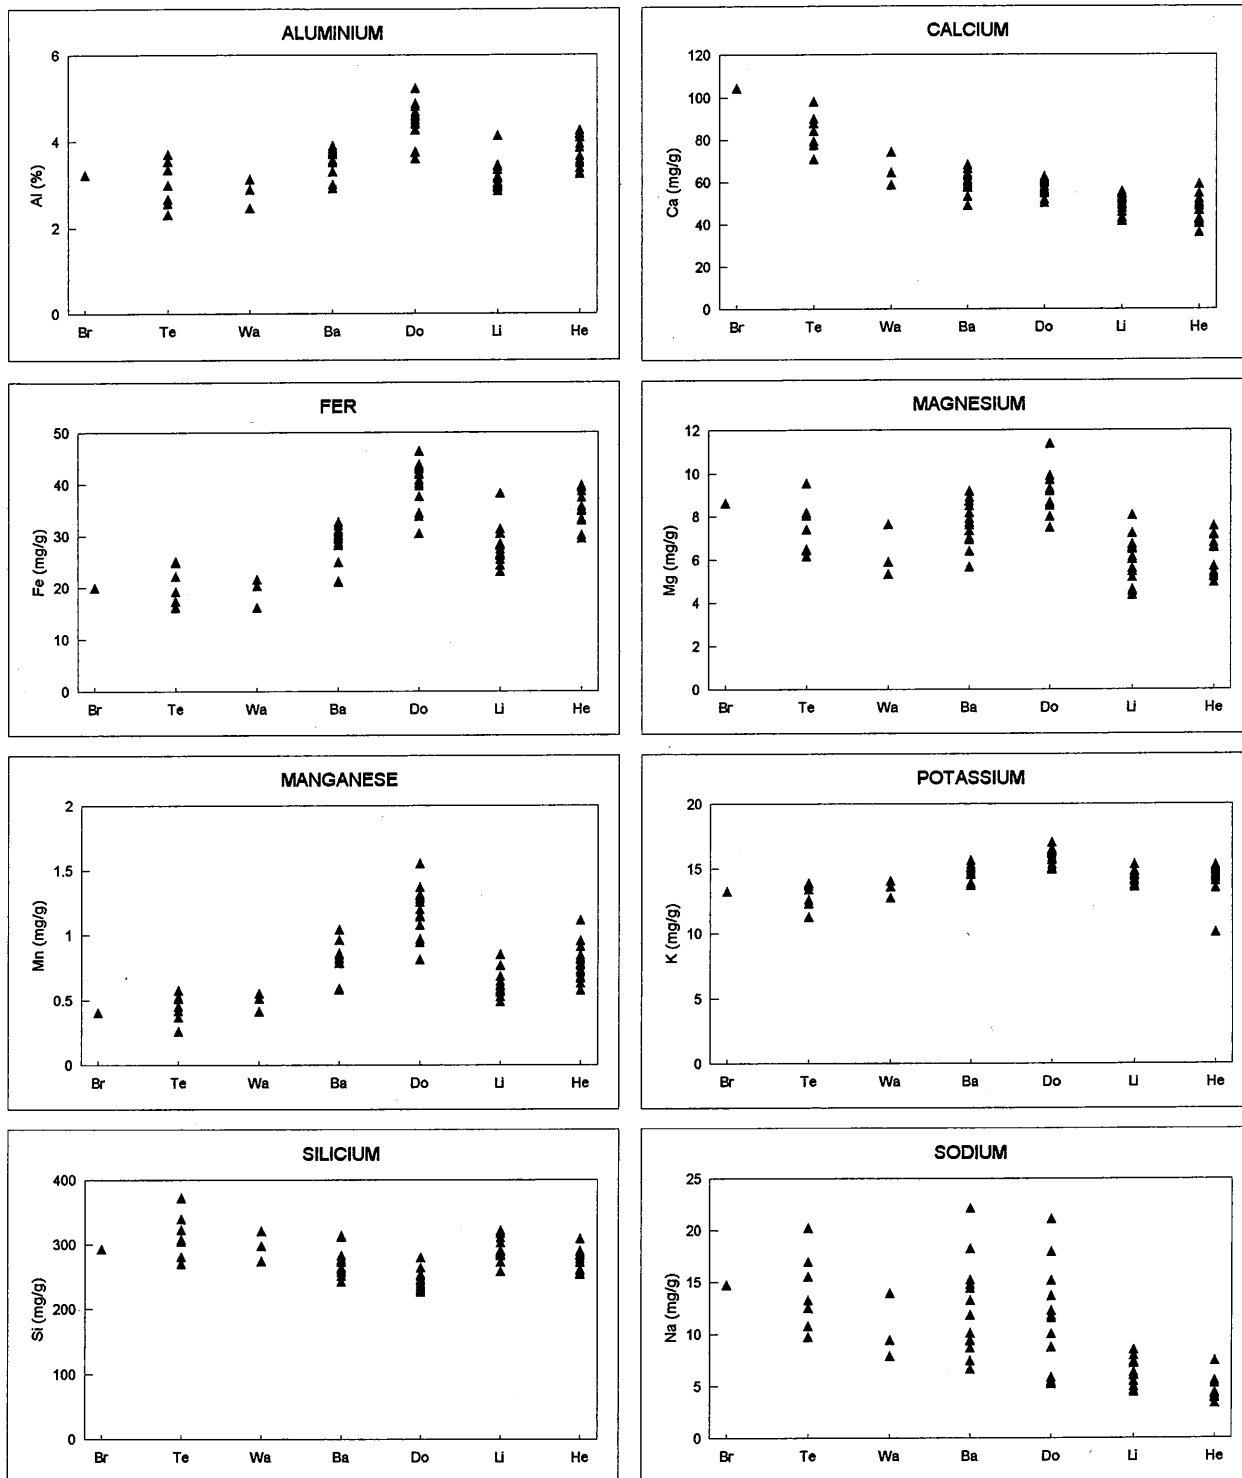 ALUMINIUM
Al (%)
6
4
2
0
Br Te Wa Ba Do Li He
CALCIUM
Ca (mg/g)
120
100
80
60
40
20
0
Br Te Wa Ba Do Li He
FER
Fe (mg/g)
50
40
30
20
10
0
Br Te Wa Ba Do Li He
MAGNESIUM
Mg (mg/g)
12
10
8
6
4
2
0
Br Te Wa Ba Do Li He
MANGANESE
Mn (mg/g)
2
1.5
1
0.5
0
Br Te Wa Ba Do Li He
POTASSIUM
K (mg/g)
20
15
10
5
0
Br Te Wa Ba Do Li He
SILICIUM
Si (mg/g)
400
300
200
100
0
Br Te Wa Ba Do Li He
SODIUM
Na (mg/g)
25
20
15
10
5
0
Br Te Wa Ba Do Li He